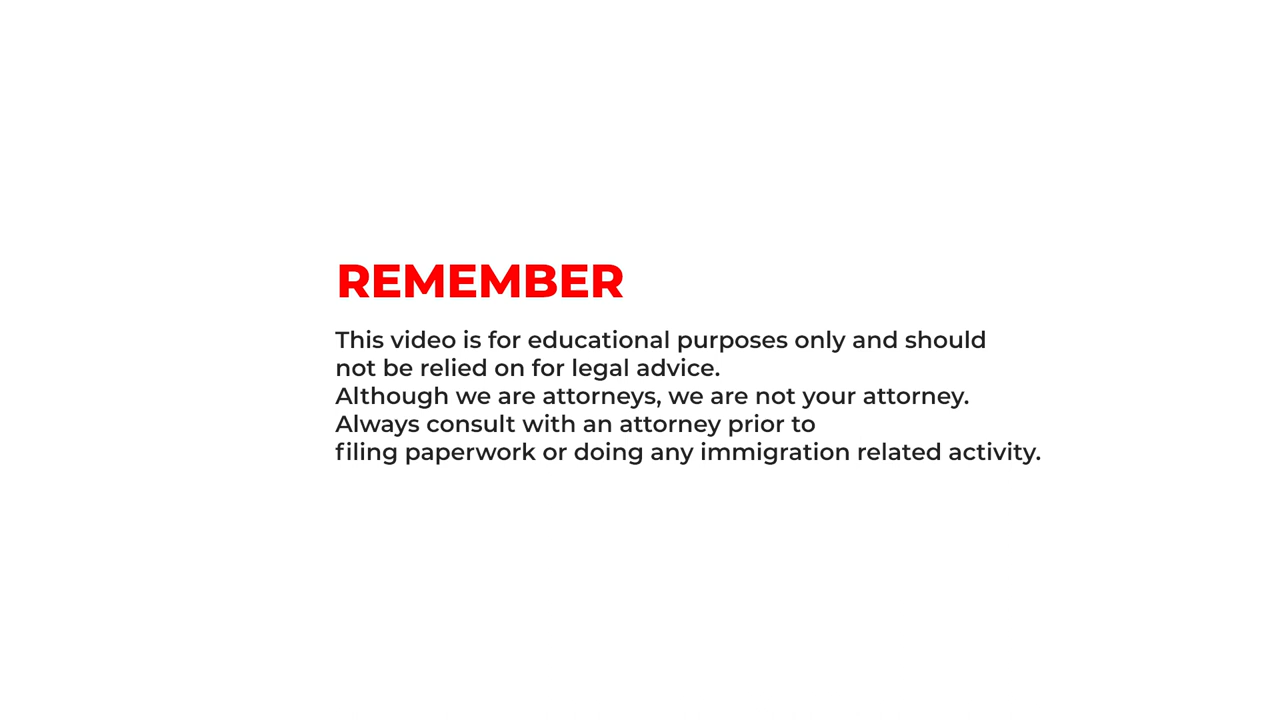 REMEMBER
This video is for educational purposes only and should
not be relied on for legal advice.
Although we are attorneys, we are not your attorney.
Always consult with an attorney prior to
filing paperwork or doing any immigration related activity.